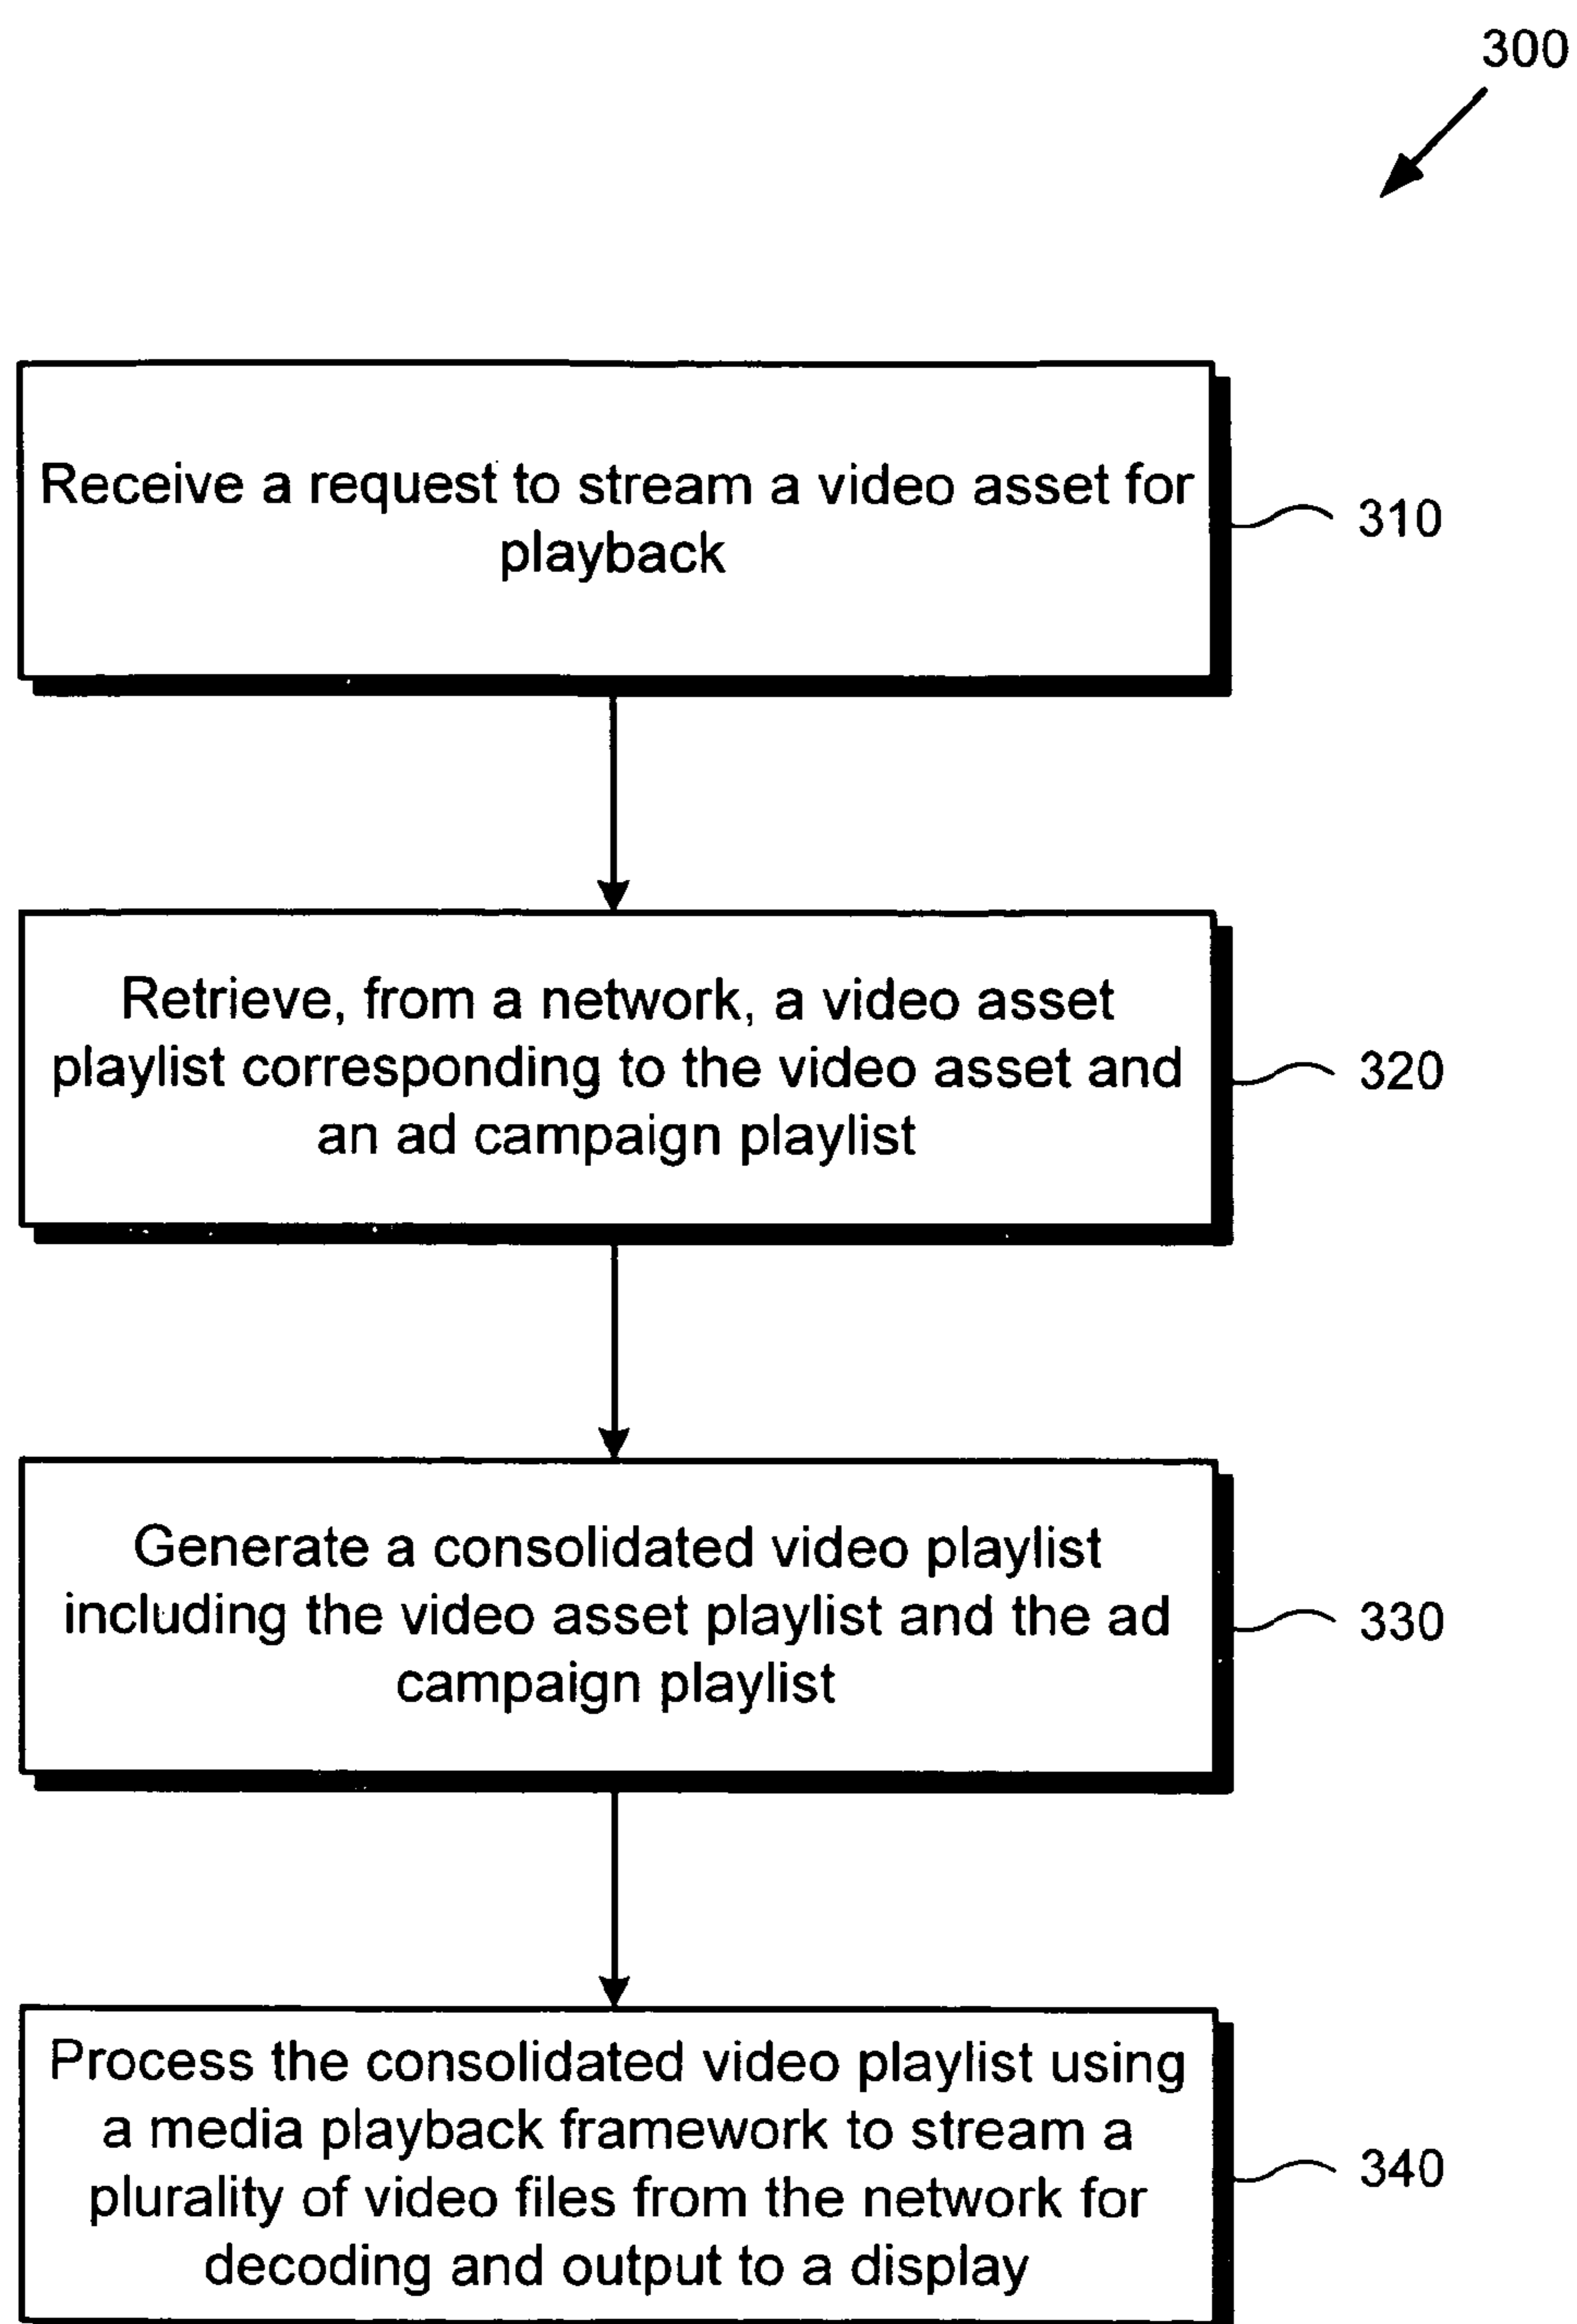 300
Receive a request to stream a video asset for
playback
310
Retrieve, from a network, a video asset
playlist corresponding to the video asset and
an ad campaign playlist
320
Generate a consolidated video playlist
including the video asset playlist and the ad
campaign playlist
330
Process the consolidated video playlist using
a media playback framework to stream a
plurality of video files from the network for
decoding and output to a display
340